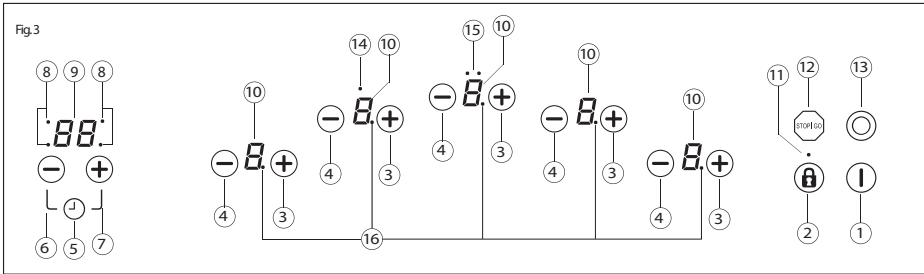 Fig.3
14 10 15 10
8 9 8 10 11 12 13
88 10 8. 8. 8. 10 STOP GO
− 8. + − + − + − + − 8. +
4 3 4 3 4 3
6 5 7 4 3 16 4 3 2 1